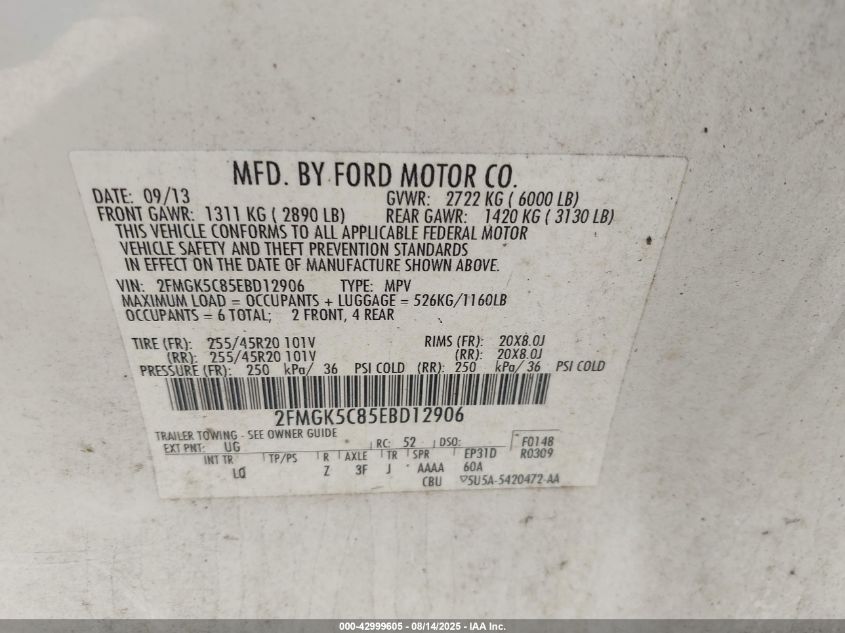 MFD. BY FORD MOTOR CO.
DATE: 09/13 GVWR: 2722 KG ( 6000 LB)
FRONT GAWR: 1311 KG ( 2890 LB) REAR GAWR: 1420 KG ( 3130 LB)
THIS VEHICLE CONFORMS TO ALL APPLICABLE FEDERAL MOTOR
VEHICLE SAFETY AND THEFT PREVENTION STANDARDS
IN EFFECT ON THE DATE OF MANUFACTURE SHOWN ABOVE.
VIN: 2FMGK5C85EBD12906 TYPE: MPV
MAXIMUM LOAD = OCCUPANTS + LUGGAGE = 526KG/1160LB
OCCUPANTS = 6 TOTAL; 2 FRONT, 4 REAR
TIRE (FR): 255/45R20 101V RIMS (FR): 20X8.0J
(RR): 255/45R20 101V (RR): 20X8.0J
PRESSURE (FR): 250 kPa/ 36 PSI COLD (RR): 250 kPa/ 36 PSI COLD
2FMGK5C85EBD12906
TRAILER TOWING - SEE OWNER GUIDE
EXT PNT: UG RC: 52 DSO: F0148
INT TR TP/PS R AXLE TR SPR EP31D R0309
LQ Z 3F J AAAA 60A
CBU 5U5A-5420472-AA
000-42999605 - 08/14/2025 - IAA Inc.